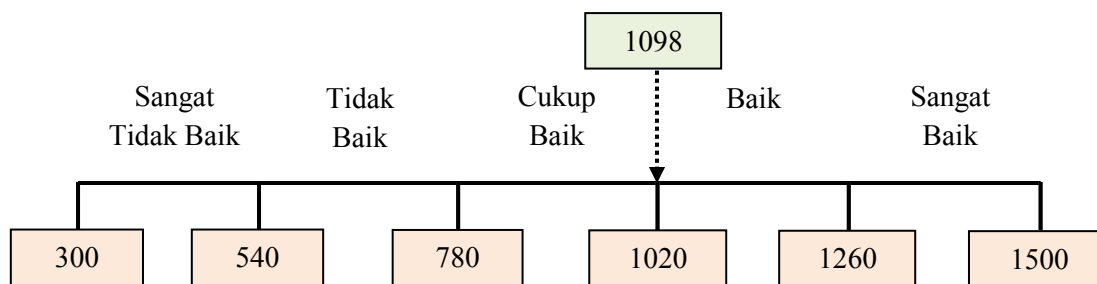 1098
Sangat
Tidak Baik
Tidak
Baik
Cukup
Baik
Baik
Sangat
Baik
300
540
780
1020
1260
1500